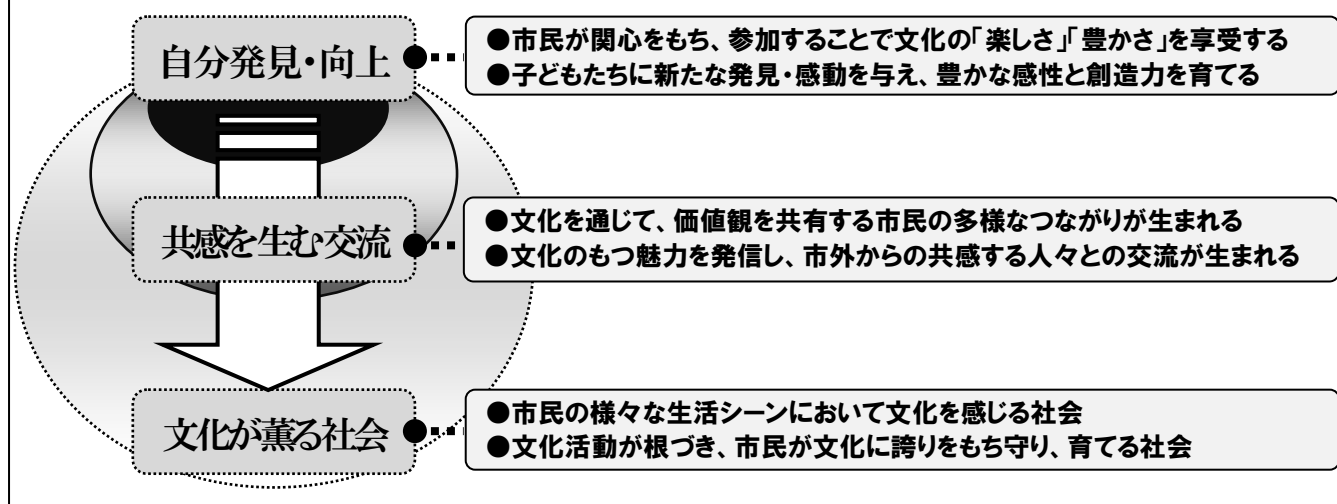 自分発見・向上
●市民が関心をもち、参加することで文化の「楽しさ」「豊かさ」を享受する
●子どもたちに新たな発見・感動を与え、豊かな感性と創造力を育てる
共感を生む交流
●文化を通じて、価値観を共有する市民の多様なつながりが生まれる
●文化のもつ魅力を発信し、市外からの共感する人々との交流が生まれる
文化が薫る社会
●市民の様々な生活シーンにおいて文化を感じる社会
●文化活動が根づき、市民が文化に誇りをもち守り、育てる社会